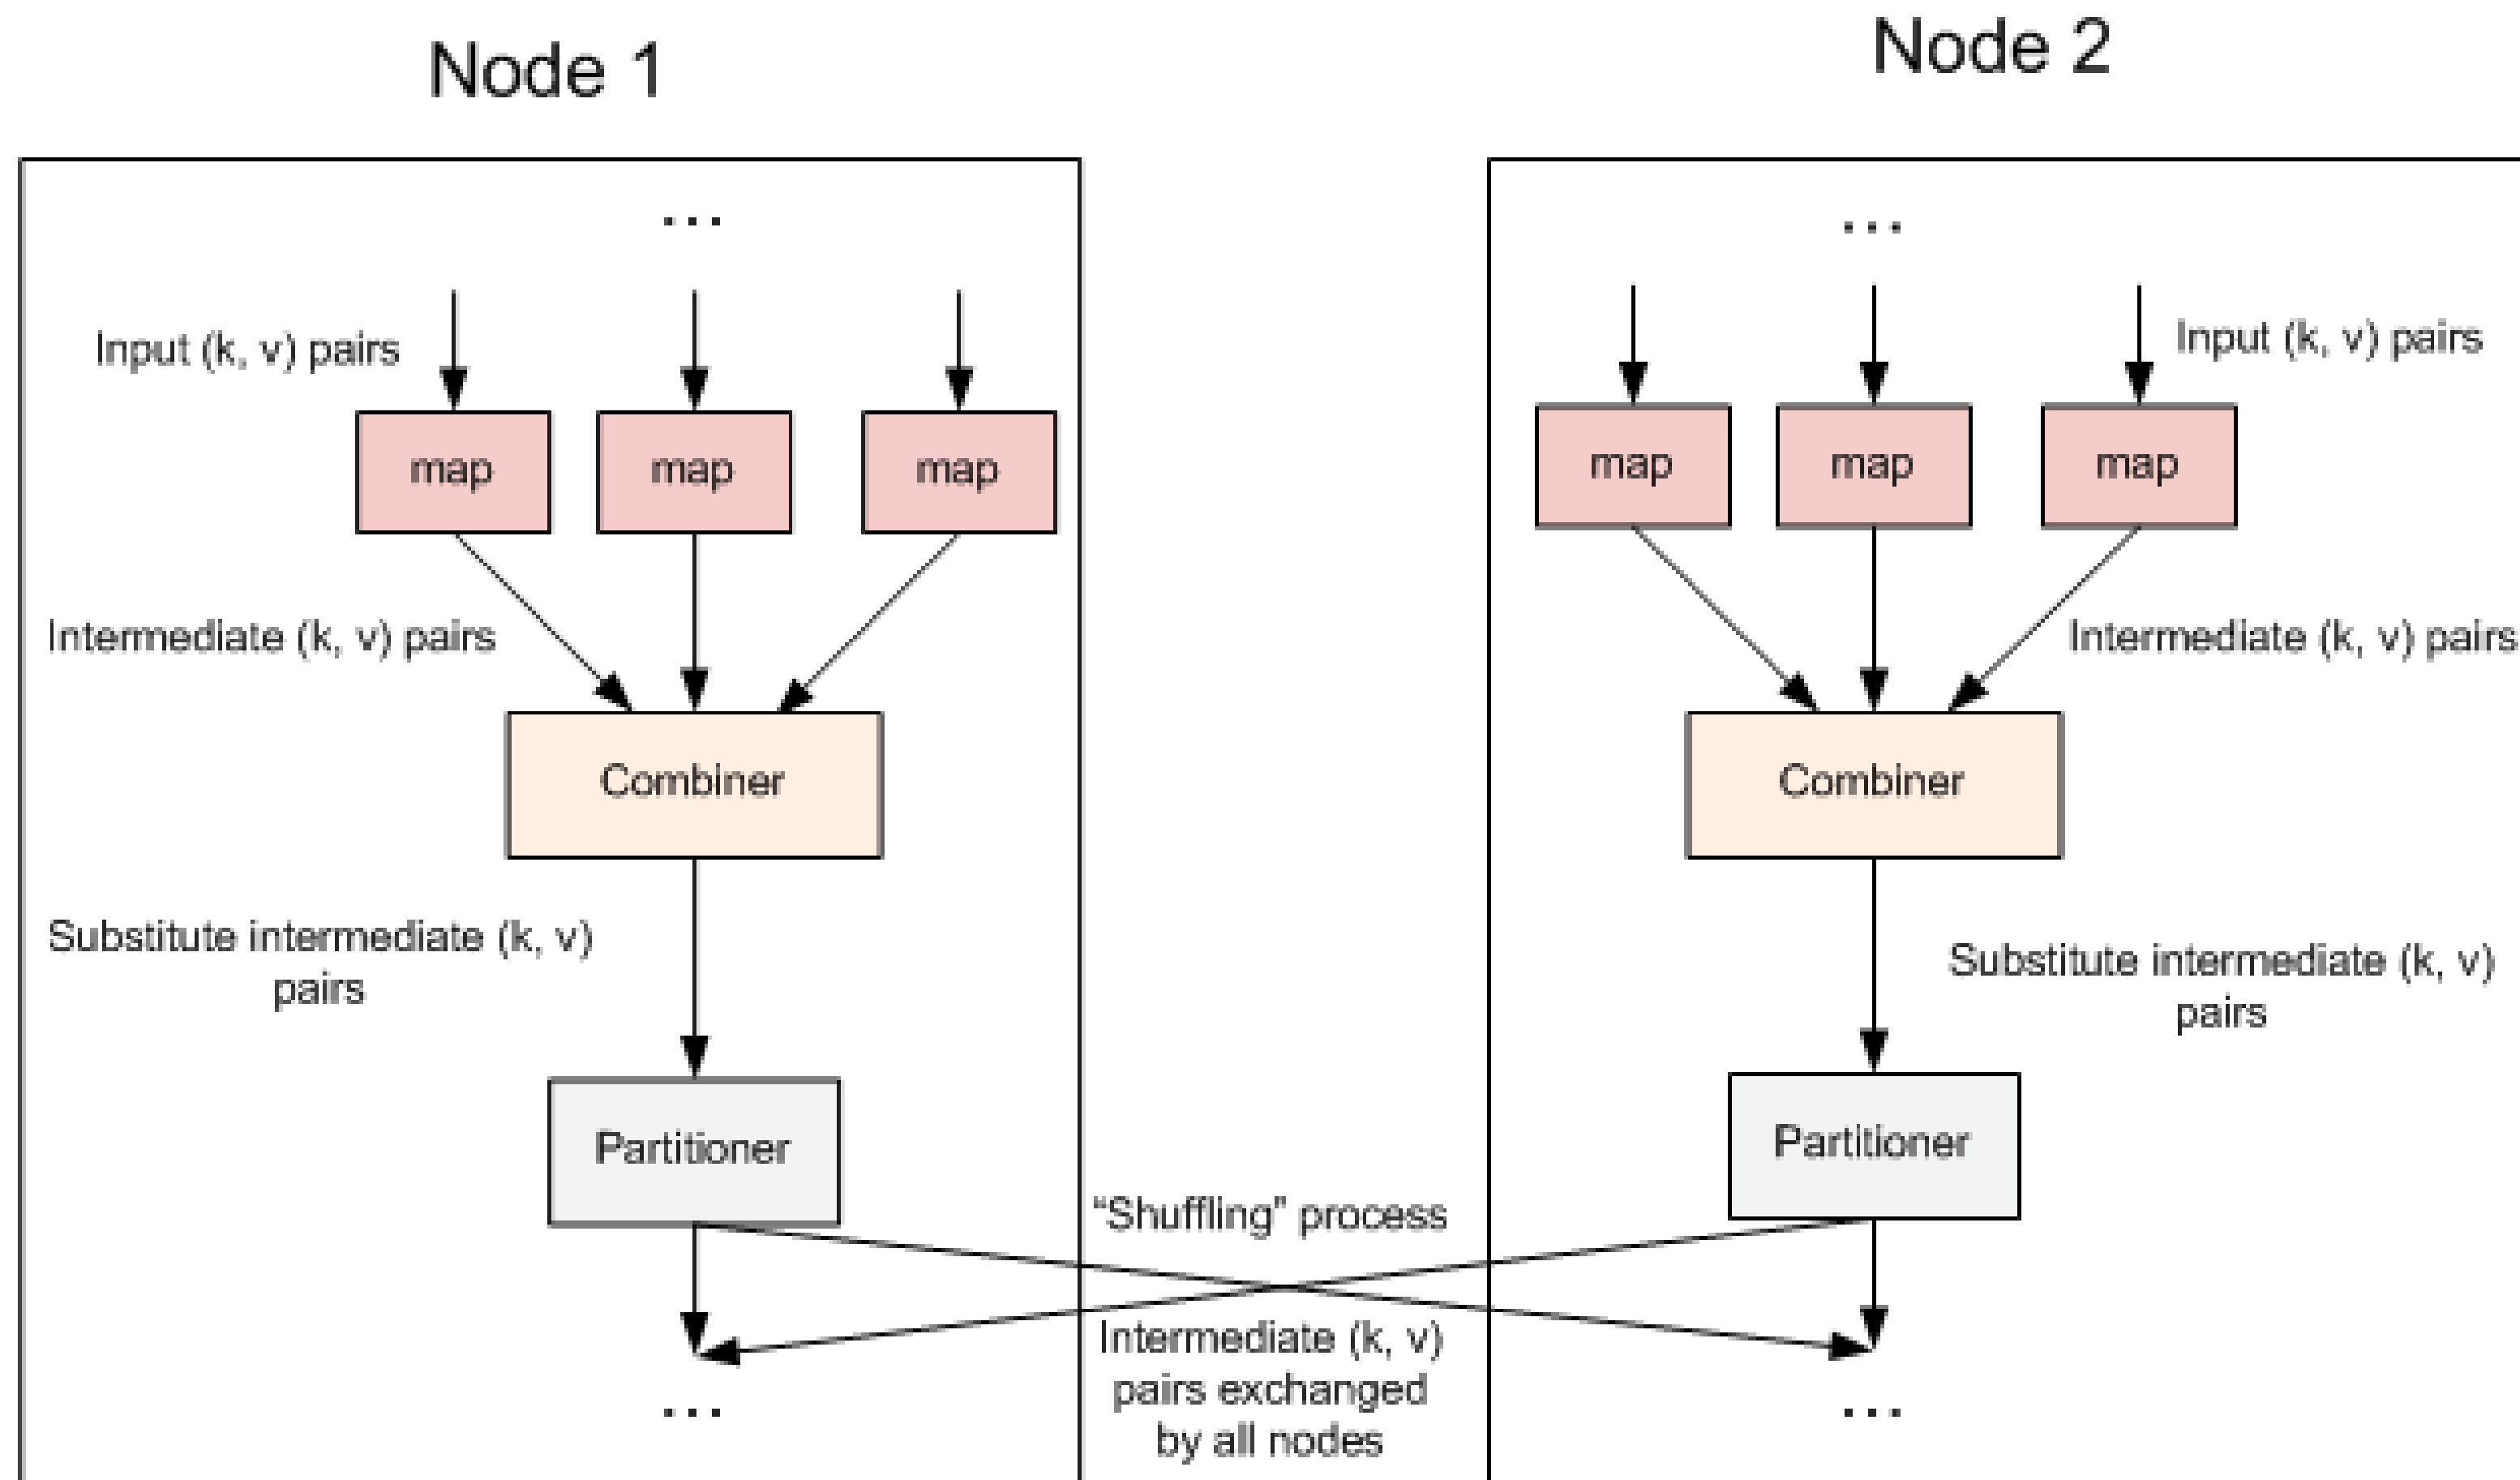 Node 1
Node 2
...
...
Input (k, v) pairs
Input (k, v) pairs
map
map
map
map
map
map
Intermediate (k, v) pairs
Intermediate (k, v) pairs
Combiner
Combiner
Substitute intermediate (k, v)
pairs
Substitute intermediate (k, v)
pairs
Partitioner
Partitioner
“Shuffling” process
Intermediate (k, v)
pairs exchanged
by all nodes
...
...